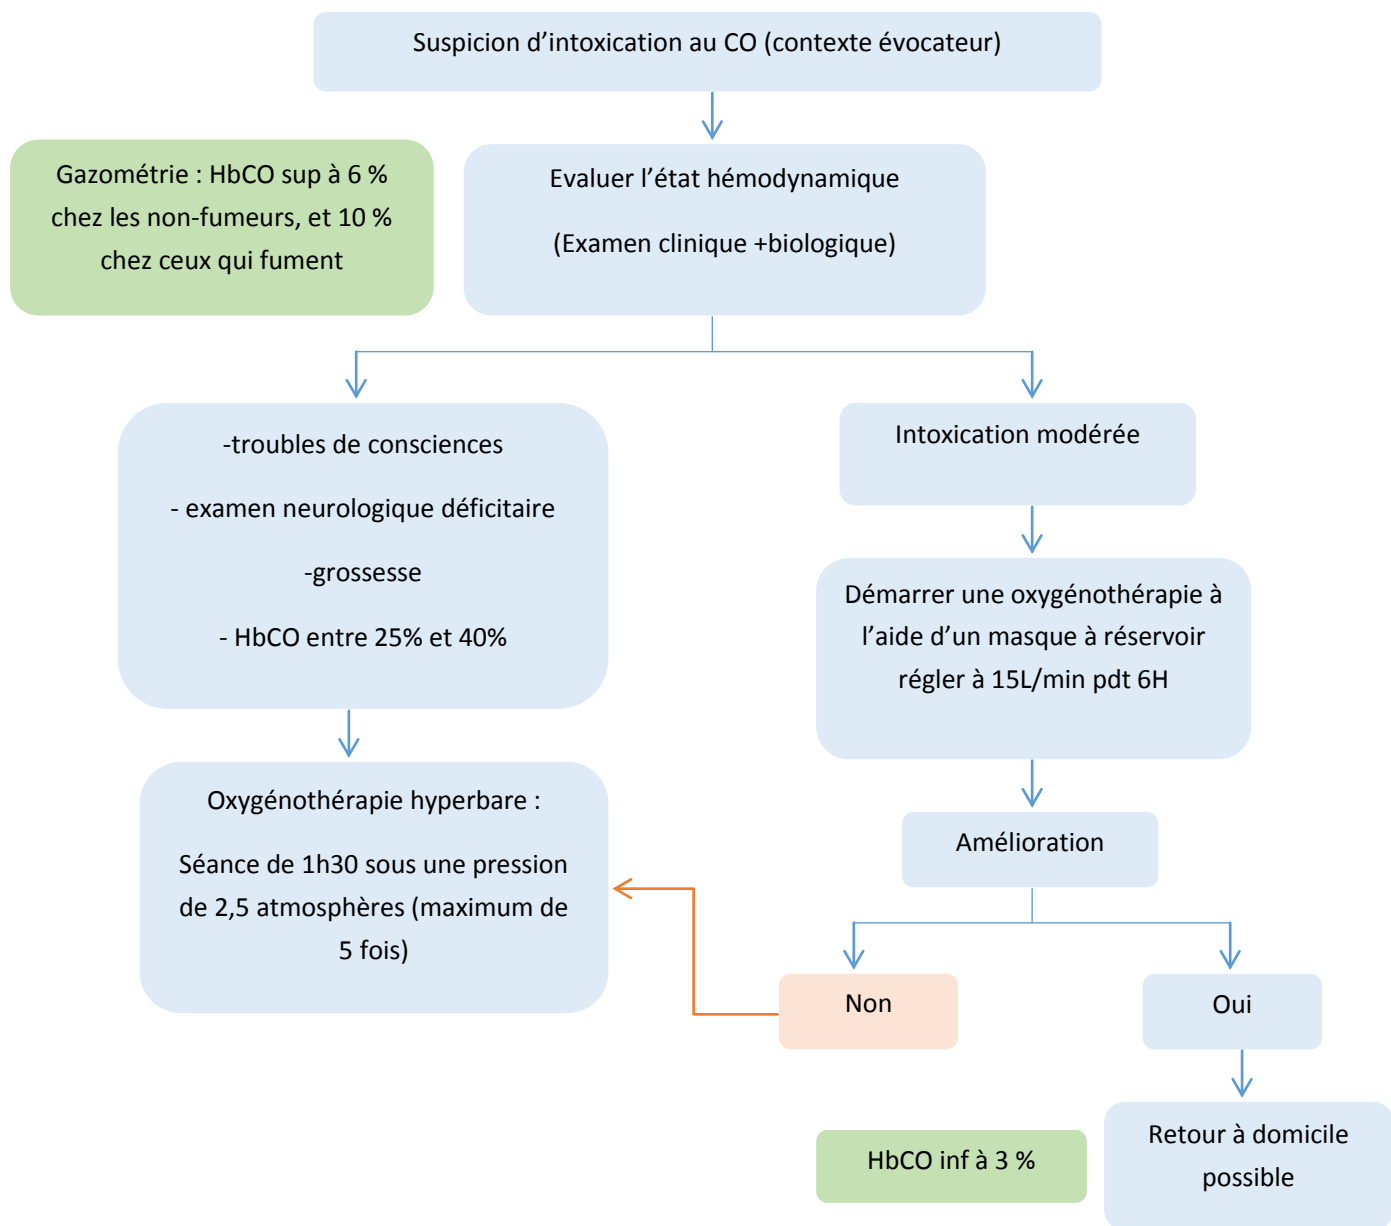 Suspicion d’intoxication au CO (contexte évocateur)
Gazométrie : HbCO sup à 6 %
chez les non-fumeurs, et 10 %
chez ceux qui fument
Evaluer l’état hémodynamique
(Examen clinique +biologique)
-troubles de consciences
- examen neurologique déficitaire
-grossesse
- HbCO entre 25% et 40%
Intoxication modérée
Démarrer une oxygénothérapie à
l’aide d’un masque à réservoir
régler à 15L/min pdt 6H
Oxygénothérapie hyperbare :
Séance de 1h30 sous une pression
de 2,5 atmosphères (maximum de
5 fois)
Amélioration
Non
Oui
HbCO inf à 3 %
Retour à domicile
possible